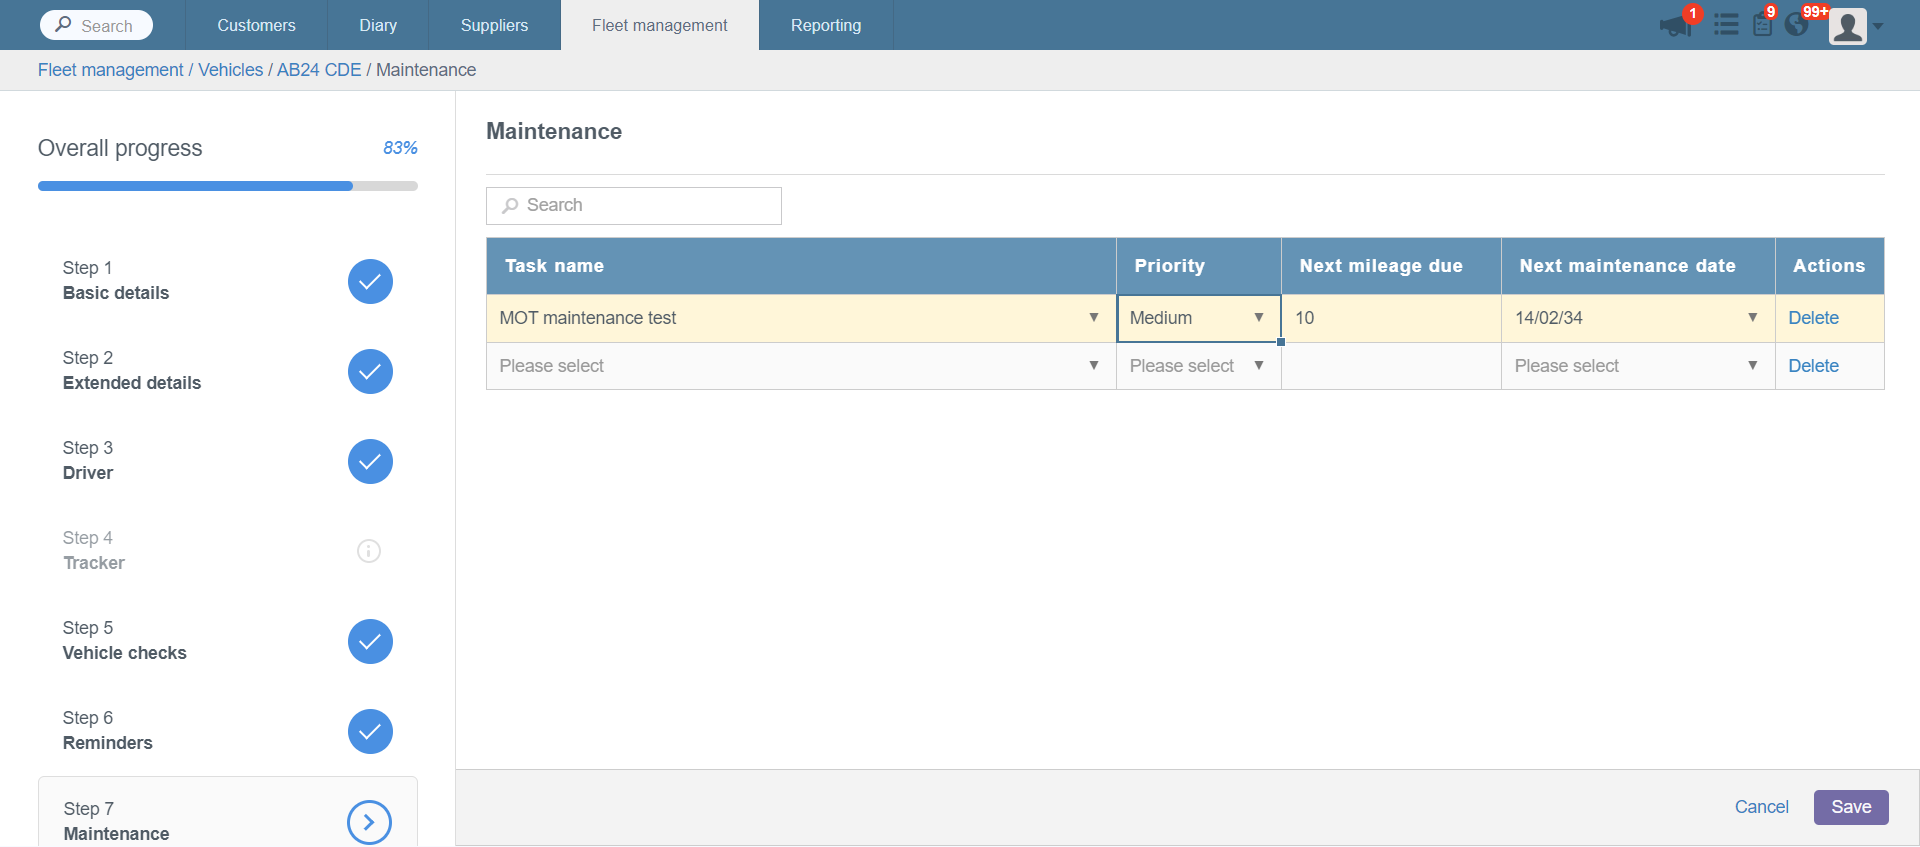 Search
Customers
Diary
Suppliers
Fleet management
Reporting
1
9
99+
Fleet management / Vehicles / AB24 CDE / Maintenance
Overall progress
83%
Step 1
Basic details
Step 2
Extended details
Step 3
Driver
Step 4
Tracker
Step 5
Vehicle checks
Step 6
Reminders
Step 7
Maintenance
Maintenance
Search
Task name Priority Next mileage due Next maintenance date Actions
MOT maintenance test Medium 10 14/02/34 Delete
Please select Please select Please select Delete
Cancel
Save